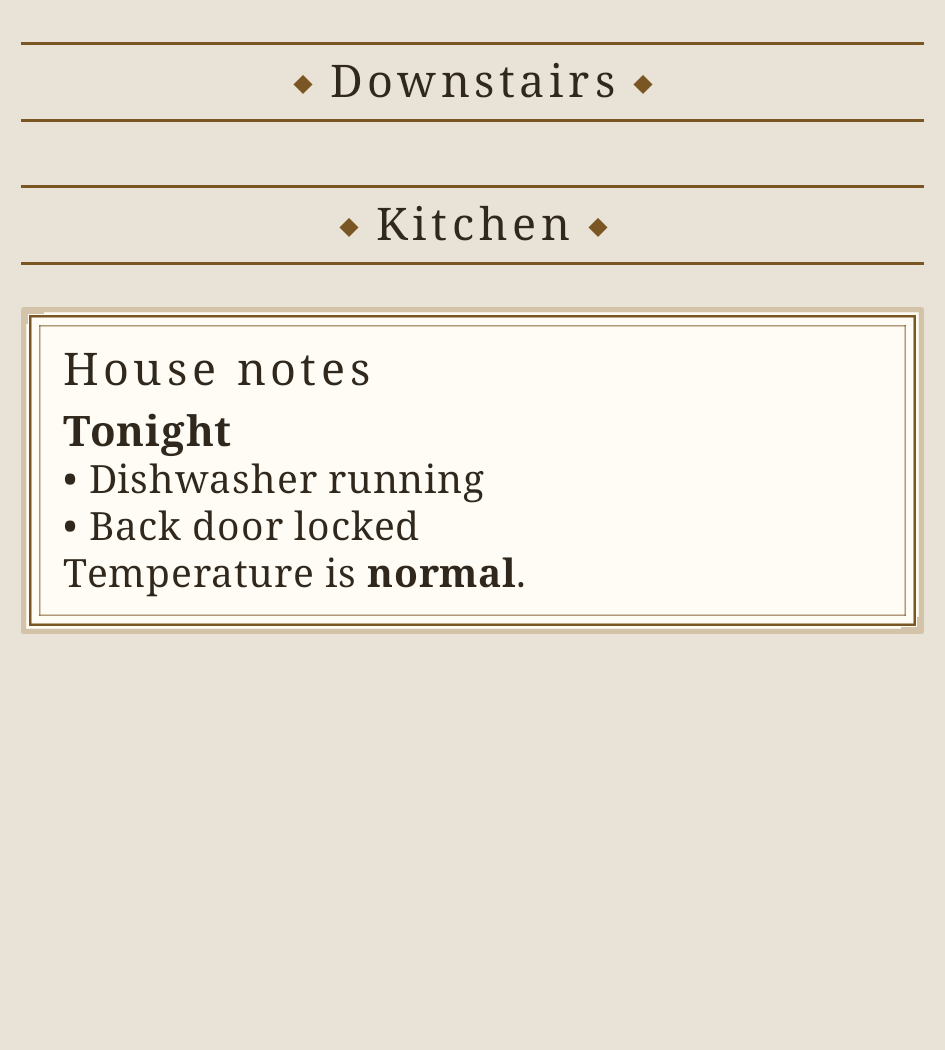 ◆ Downstairs ◆
◆ Kitchen ◆
House notes
Tonight
• Dishwasher running
• Back door locked
Temperature is normal.